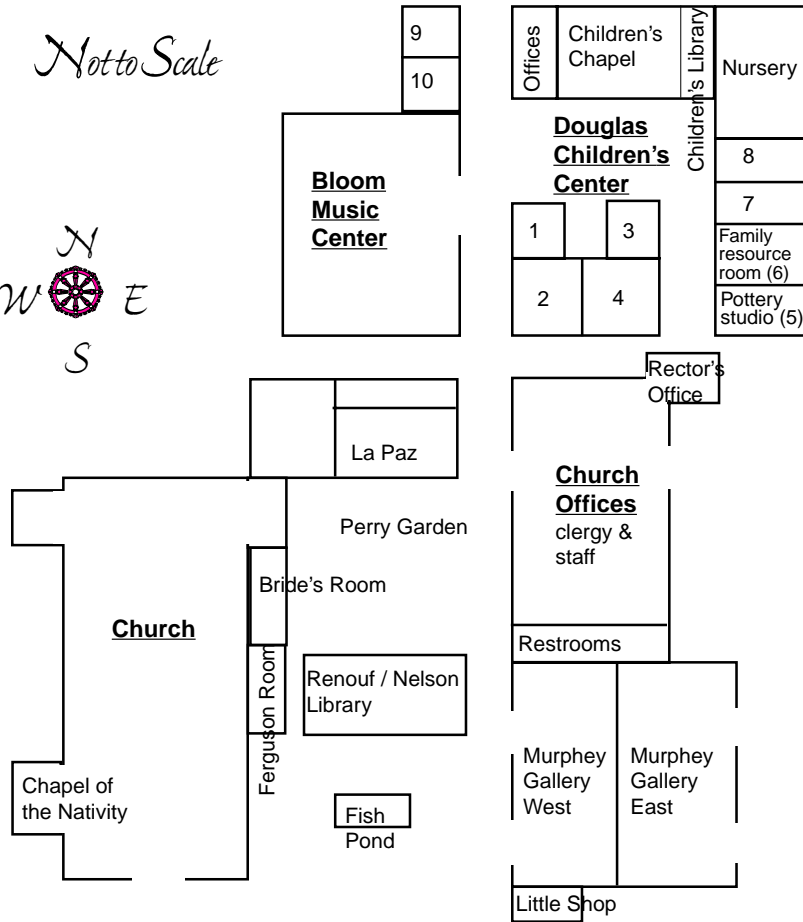 Not to Scale
N
W
E
S
9
10
Bloom
Music
Center
Offices
Children's
Chapel
Children's Library
Nursery
Douglas
Children's
Center
8
7
Family
resource
room (6)
Pottery
studio (5)
1
3
2
4
Rector's
Office
La Paz
Church
Offices
clergy &
staff
Perry Garden
Bride's Room
Church
Restrooms
Ferguson Room
Renouf / Nelson
Library
Murphey
Gallery
West
Murphey
Gallery
East
Chapel of
the Nativity
Fish
Pond
Little Shop